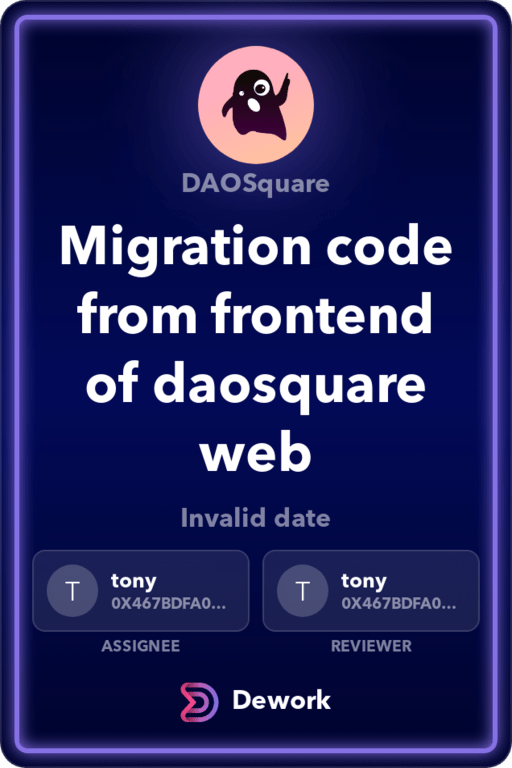 DAOSquare
Migration code
from frontend
of daosquare
web
Invalid date
T tony T tony
0X467BDFA0... 0X467BDFA0...
ASSIGNEE REVIEWER
Dework